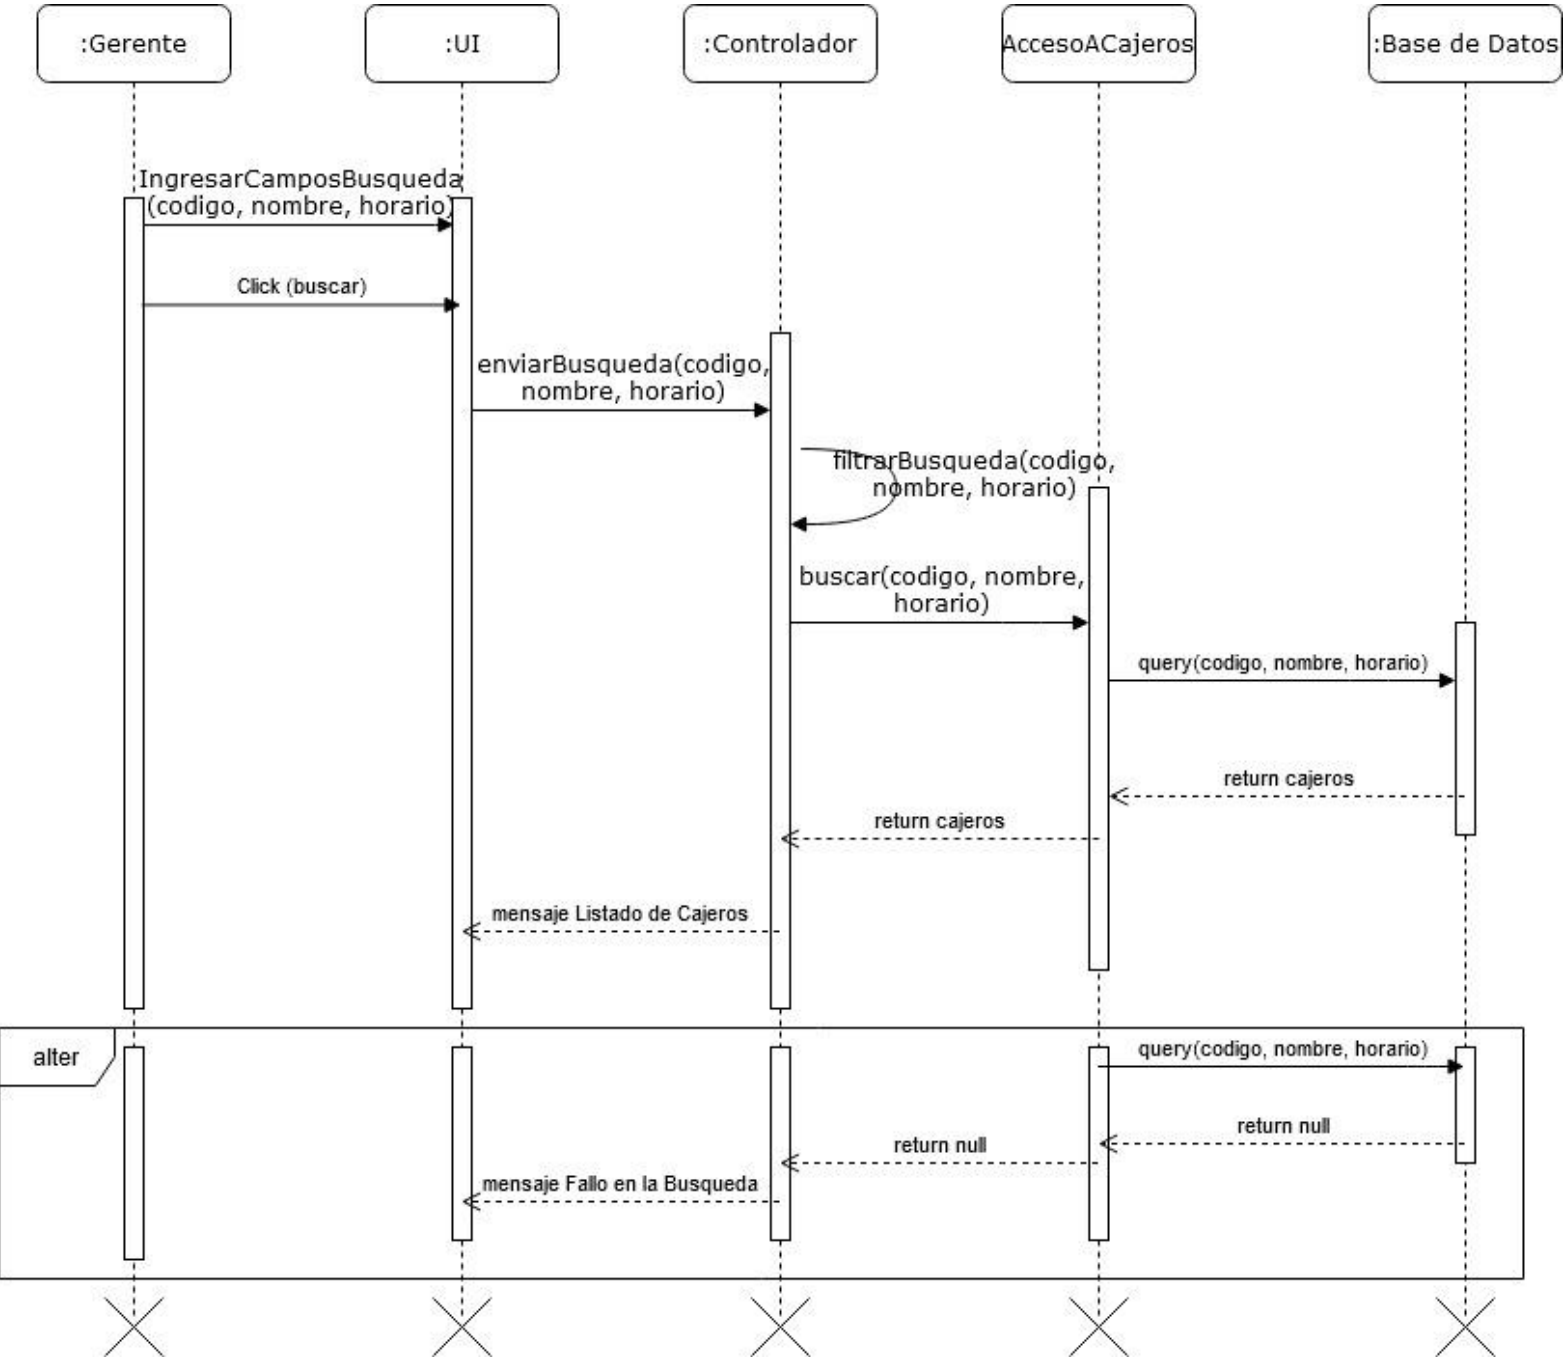 :Gerente
:UI
:Controlador
AccesoACajeros
:Base de Datos
IngresarCamposBusqueda
(codigo, nombre, horario)
Click (buscar)
enviarBusqueda(codigo,
nombre, horario)
filtrarBusqueda(codigo,
nombre, horario)
buscar(codigo, nombre,
horario)
query(codigo, nombre, horario)
return cajeros
return cajeros
mensaje Listado de Cajeros
alter
query(codigo, nombre, horario)
return null
return null
mensaje Fallo en la Busqueda